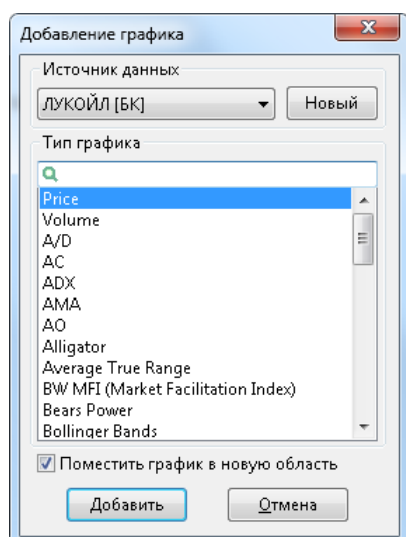 Добавление графика
Источник данных
ЛУКОЙЛ [БК]
Новый
Тип графика
Price
Volume
A/D
AC
ADX
AMA
AO
Alligator
Average True Range
BW MFI (Market Facilitation Index)
Bears Power
Bollinger Bands
Поместить график в новую область
Добавить
Отмена